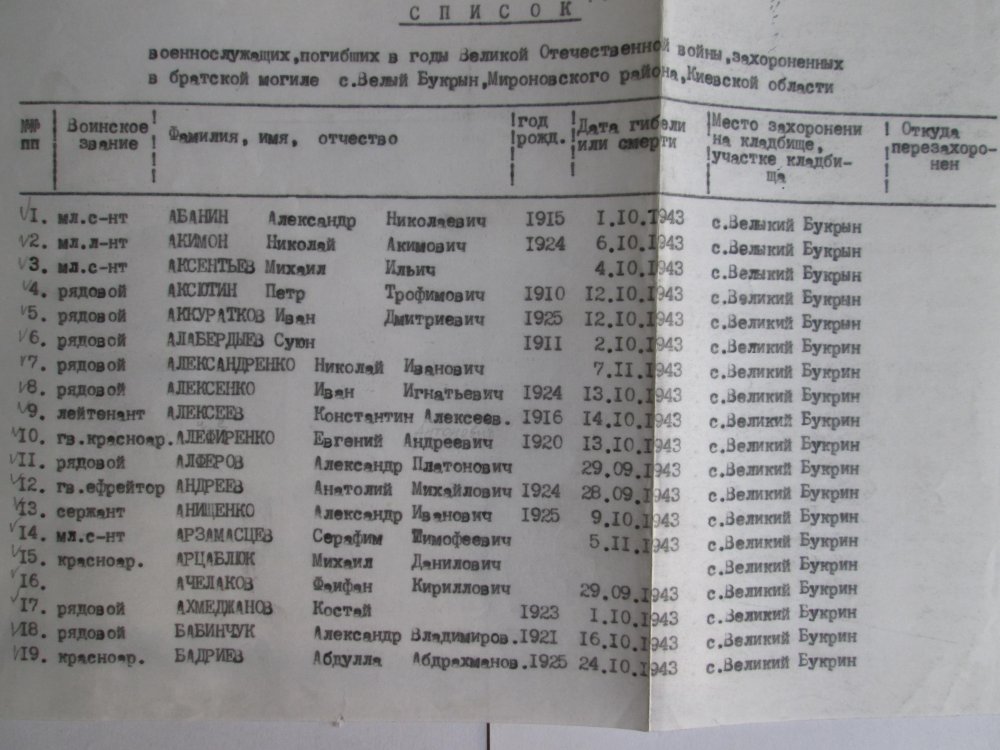 СПИСОК
военнослужащих,погибших в годы Великой Отечественной войны,захороненных
в братской могиле с.Велый Букрын,Мироновского района,Киевской области
№№ Воинское Фамилия, имя, отчество год Дата гибели Место захоронени Откуда
пп звание рожд. или смерти на кладбище, перезахоро-
участке кладби- нен
ща
1. мл.с-нт АБАНИН Александр Николаевич 1915 1.10.1943 с.Велыкий Букрын
2. мл.л-нт АКИМОН Николай Акимович 1924 6.10.1943 с.Велыкий Букрын
3. мл.с-нт АКСЕНТЬЕВ Михаил Ильич 4.10.1943 с.Велыкий Букрын
4. рядовой АКСЮТИН Петр Трофимович 1910 12.10.1943 с.Великий Букрын
5. рядовой АККУРАТКОВ Иван Дмитриевич 1925 12.10.1943 с.Великий Букрын
6. рядовой АЛАБЕРДЫЕВ Суюн 1911 2.10.1943 с.Великий Букрин
7. рядовой АЛЕКСАНДРЕНКО Николай Иванович 7.11.1943 с.Великий Букрин
8. рядовой АЛЕКСЕНКО Иван Игнатьевич 1924 13.10.1943 с.Великий Букрин
9. лейтенант АЛЕКСЕЕВ Константин Алексеев. 1916 14.10.1943 с.Великий Букрин
10. гв.красноар.АЛЕФИРЕНКО Евгений Андреевич 1920 13.10.1943 с.Великий Букрин
11. рядовой АЛФЕРОВ Александр Платонович 29.09.1943 с.Великий Букрин
12. гв.ефрейтор АНДРЕЕВ Анатолий Михайлович 1924 28.09.1943 с.Великий Букрин
13. сержант АНИЩЕНКО Александр Иванович 1925 9.10.1943 с.Великий Букрин
14. мл.с-нт АРЗАМАСЦЕВ Серафим Тимофеевич 5.11.1943 с.Великий Букрин
15. красноар. АРЦАБЛЮК Михаил Данилович с.Великий Букрин
16. АЧЕЛАКОВ Фаифан Кириллович 29.09.1943 с.Великий Букрин
17. рядовой АХМЕДЖАНОВ Костай 1923 1.10.1943 с.Великий Букрин
18. рядовой БАБИНЧУК Александр Владимиров.1921 16.10.1943 с.Великий Букрин
19. красноар. БАДРИЕВ Абдулла Абдрахманов.1925 24.10.1943 с.Великий Букрин